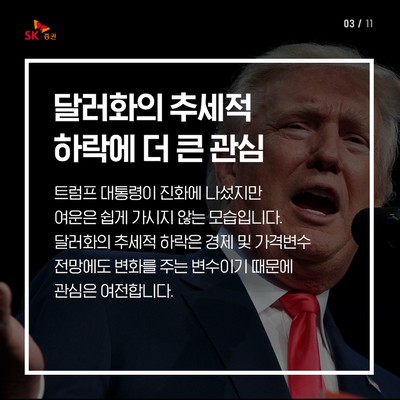 SK증권
03 / 11
달러화의 추세적
하락에 더 큰 관심
트럼프 대통령이 진화에 나섰지만
여운은 쉽게 가시지 않는 모습입니다.
달러화의 추세적 하락은 경제 및 가격변수
전망에도 변화를 주는 변수이기 때문에
관심은 여전합니다.